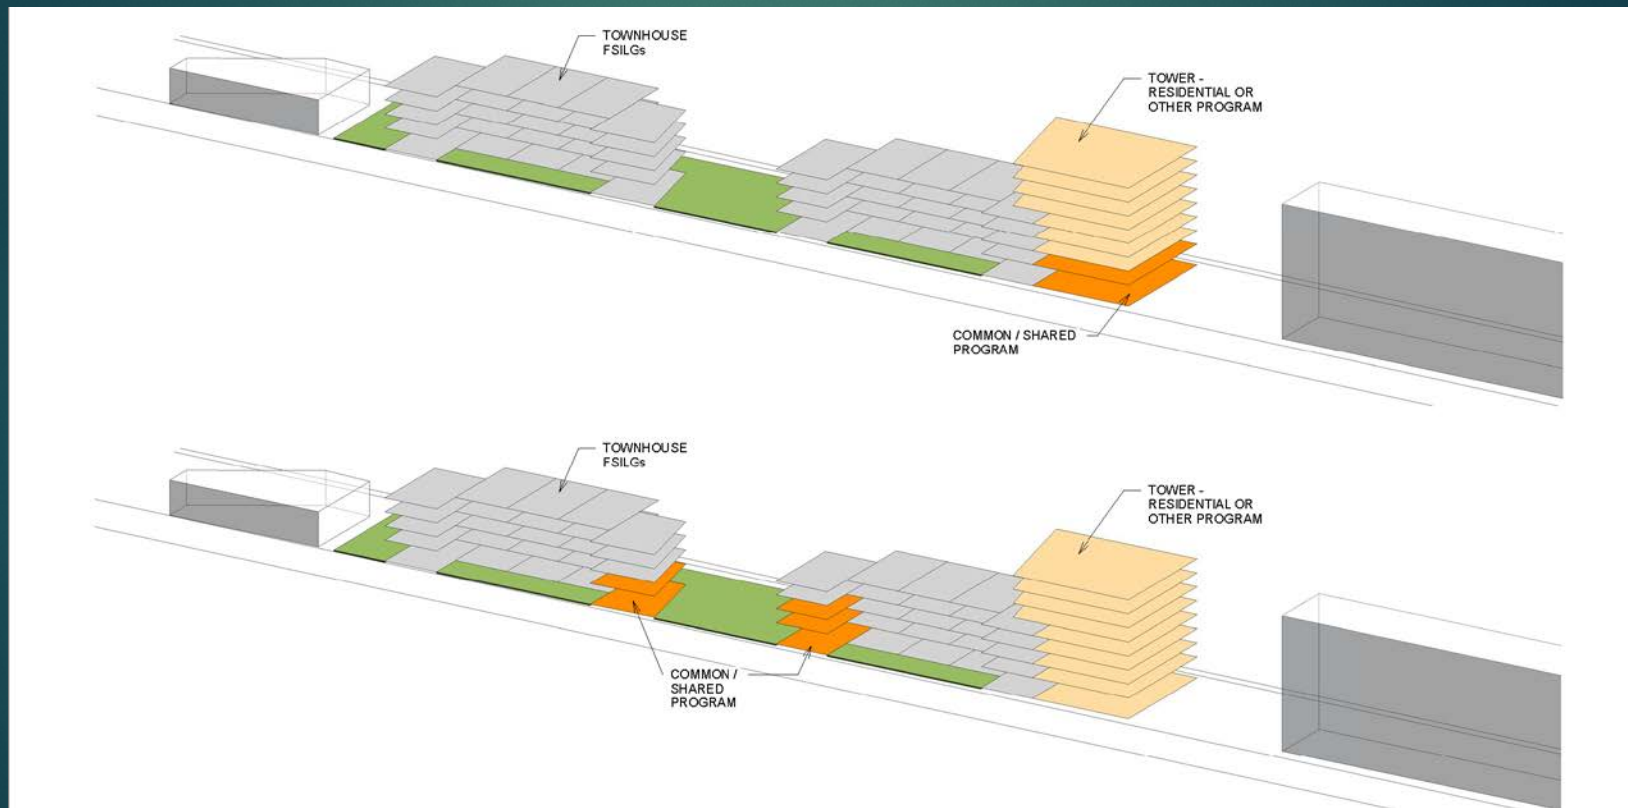 TOWNHOUSE
FSILGs
TOWER -
RESIDENTIAL OR
OTHER PROGRAM
COMMON / SHARED
PROGRAM
TOWNHOUSE
FSILGs
TOWER -
RESIDENTIAL OR
OTHER PROGRAM
COMMON /
SHARED
PROGRAM